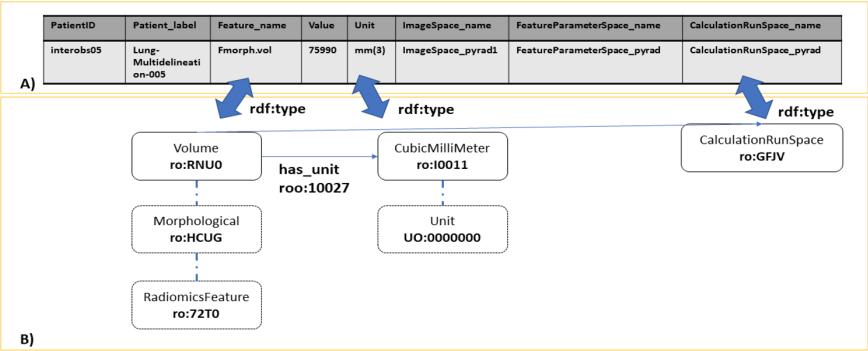 PatientID Patient_label Feature_name Value Unit ImageSpace_name FeatureParameterSpace_name CalculationRunSpace_name
interobs05 Lung- Fmorph.vol 75990 mm(3) ImageSpace_pyrad1 FeatureParameterSpace_pyrad CalculationRunSpace_pyrad
Multidelineati
on-005
A)
rdf:type rdf:type rdf:type
Volume
ro:RNU0
has_unit
roo:10027
CubicMilliMeter
ro:I0011
CalculationRunSpace
ro:GFJV
Morphological
ro:HCUG
Unit
UO:0000000
RadiomicsFeature
ro:72T0
B)